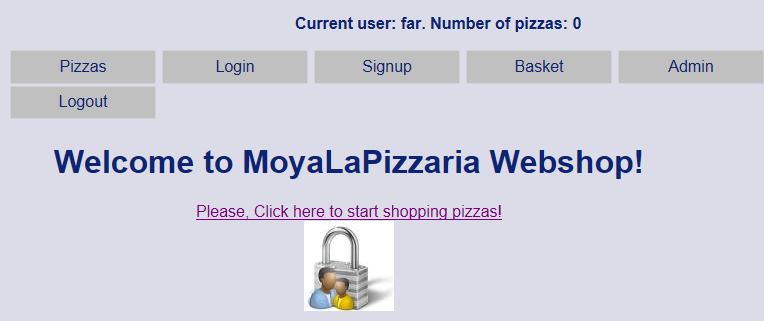 Current user: far. Number of pizzas: 0
Pizzas Login Signup Basket Admin
Logout
Welcome to MoyaLaPizzaria Webshop!
Please, Click here to start shopping pizzas!